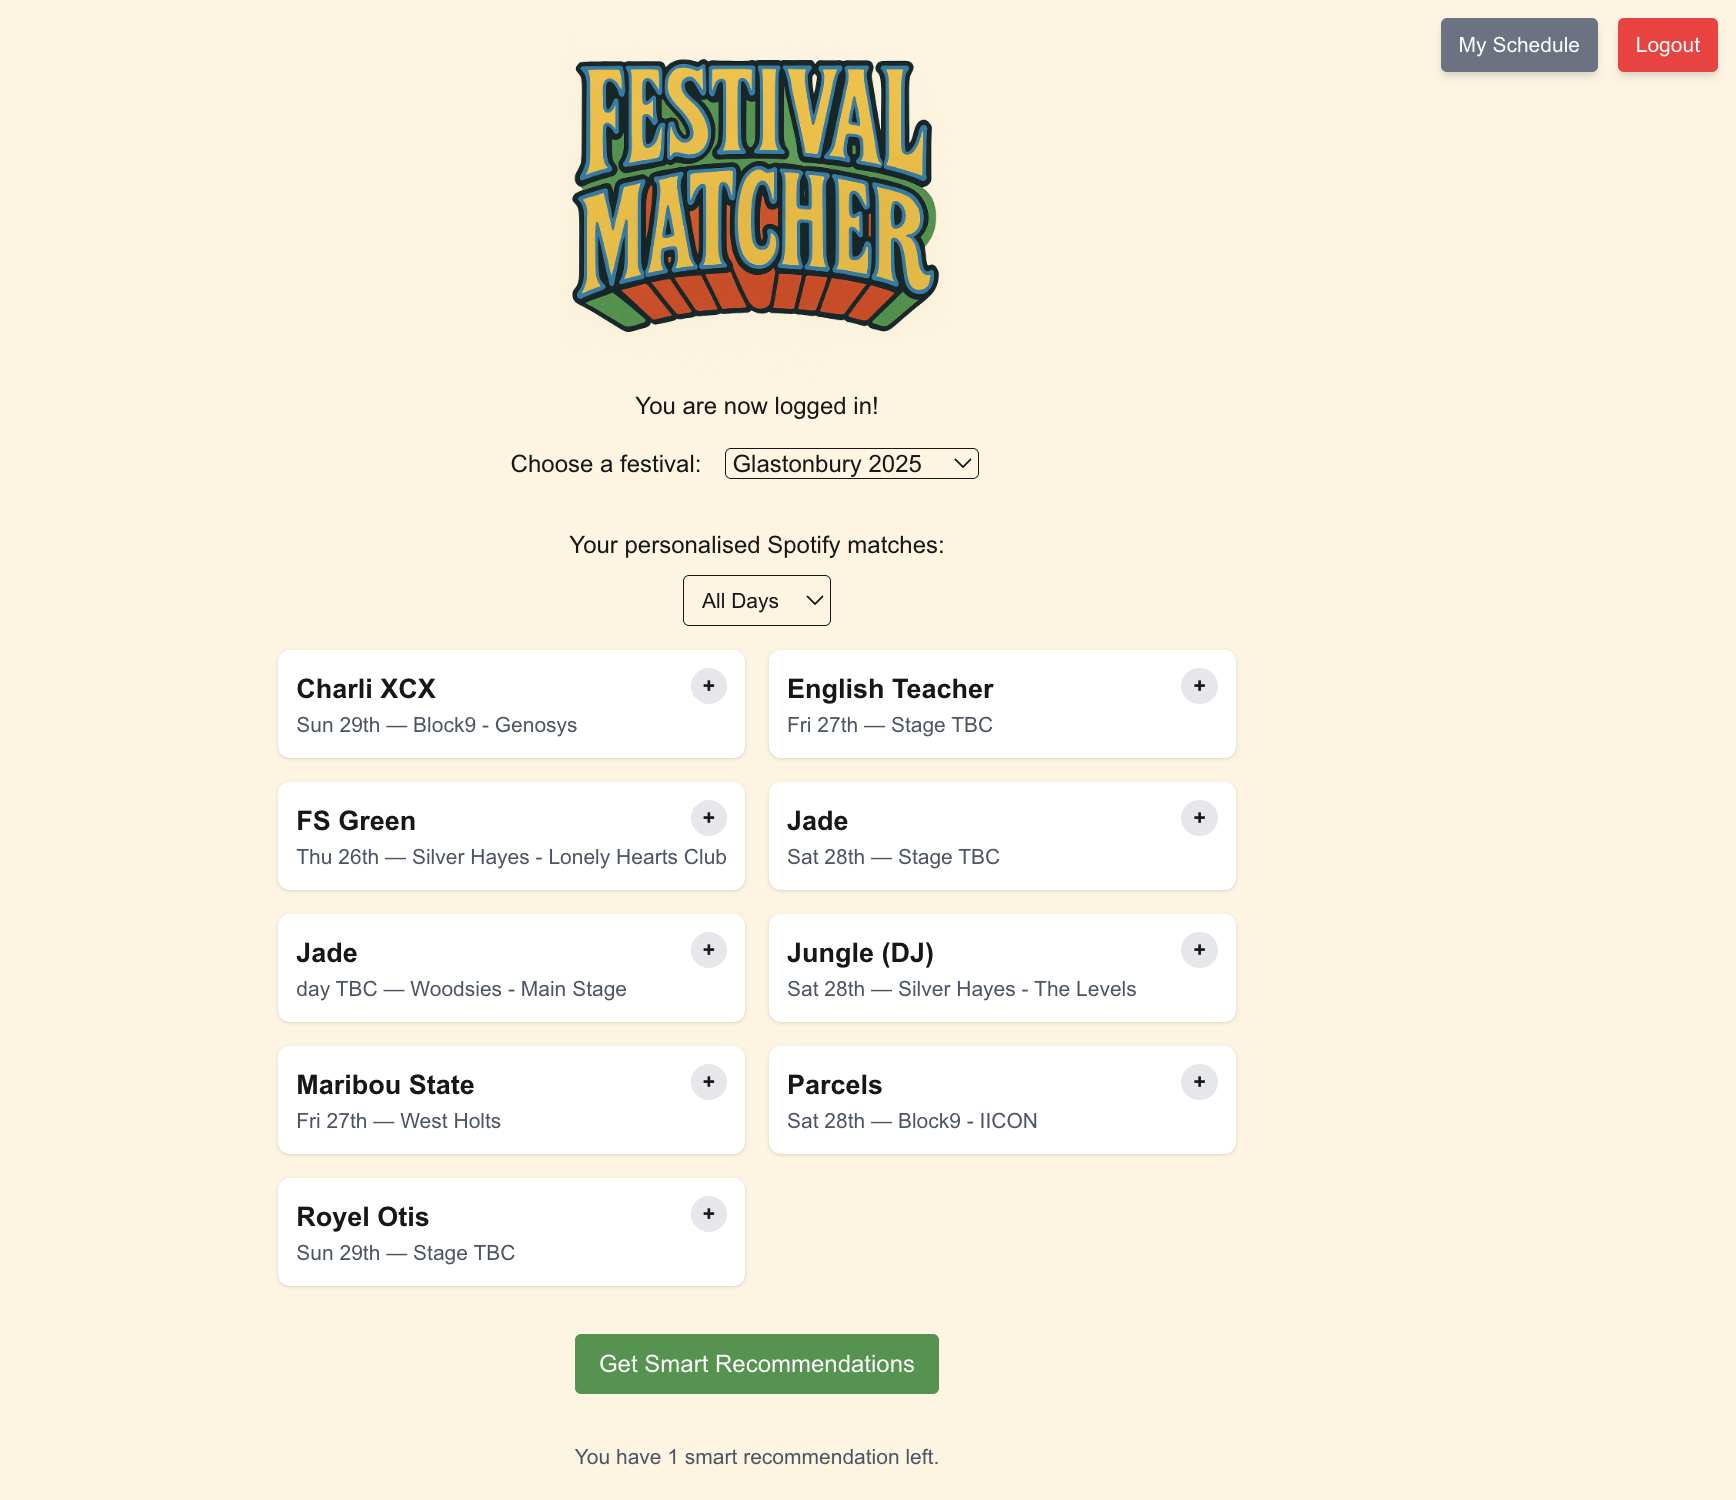 My Schedule
Logout
FESTIVAL
MATCHER
You are now logged in!
Choose a festival: Glastonbury 2025
Your personalised Spotify matches:
All Days
Charli XCX
+
Sun 29th — Block9 - Genosys
English Teacher
+
Fri 27th — Stage TBC
FS Green
+
Thu 26th — Silver Hayes - Lonely Hearts Club
Jade
+
Sat 28th — Stage TBC
Jade
+
day TBC — Woodsies - Main Stage
Jungle (DJ)
+
Sat 28th — Silver Hayes - The Levels
Maribou State
+
Fri 27th — West Holts
Parcels
+
Sat 28th — Block9 - IICON
Royel Otis
+
Sun 29th — Stage TBC
Get Smart Recommendations
You have 1 smart recommendation left.